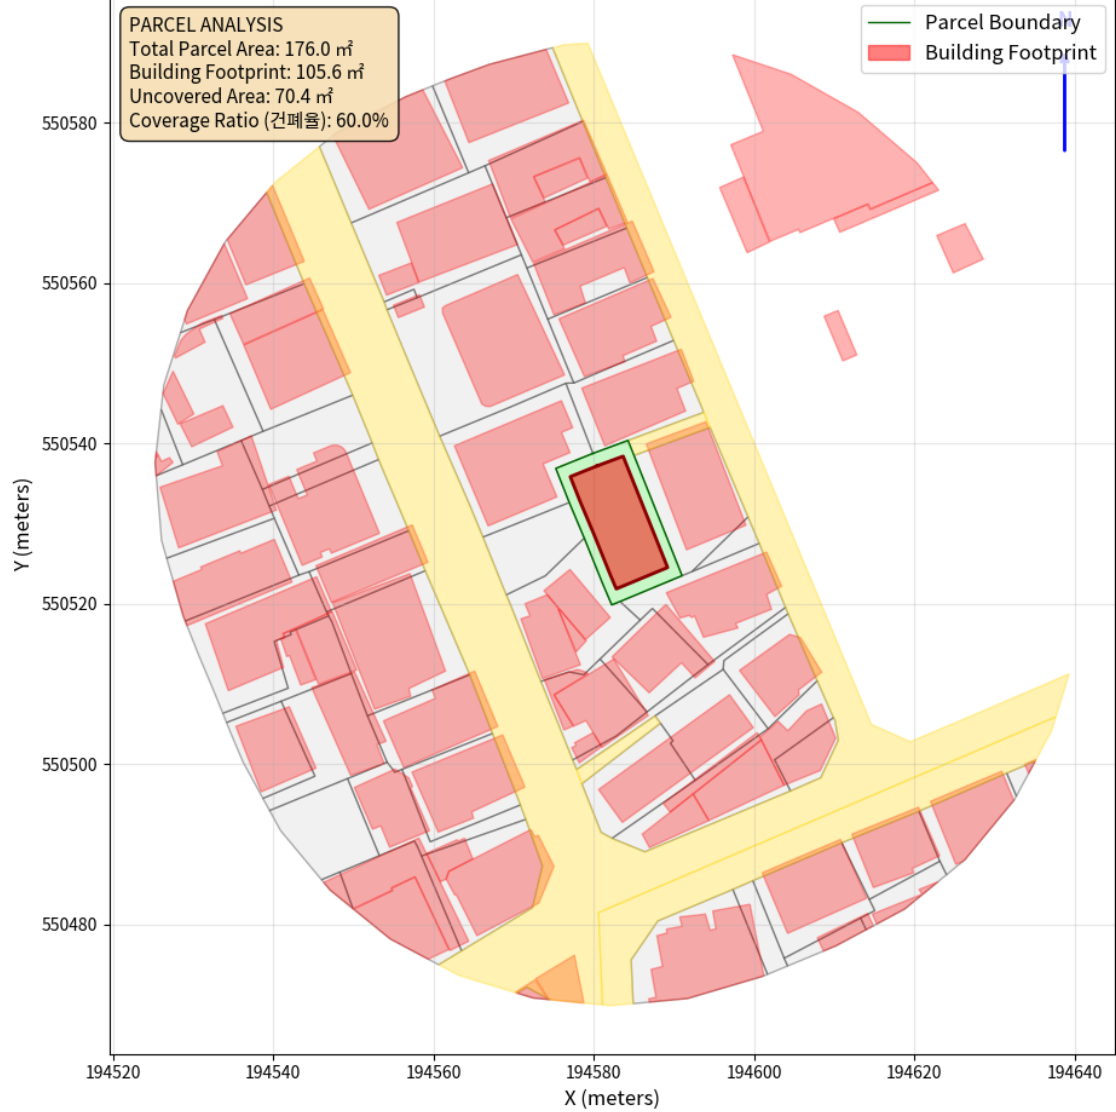 PARCEL ANALYSIS
Total Parcel Area: 176.0 ㎡
Building Footprint: 105.6 ㎡
Uncovered Area: 70.4 ㎡
Coverage Ratio (건폐율): 60.0%
Parcel Boundary
Building Footprint
N
550580
550560
550540
550520
550500
550480
Y (meters)
194520
194540
194560
194580
194600
194620
194640
X (meters)